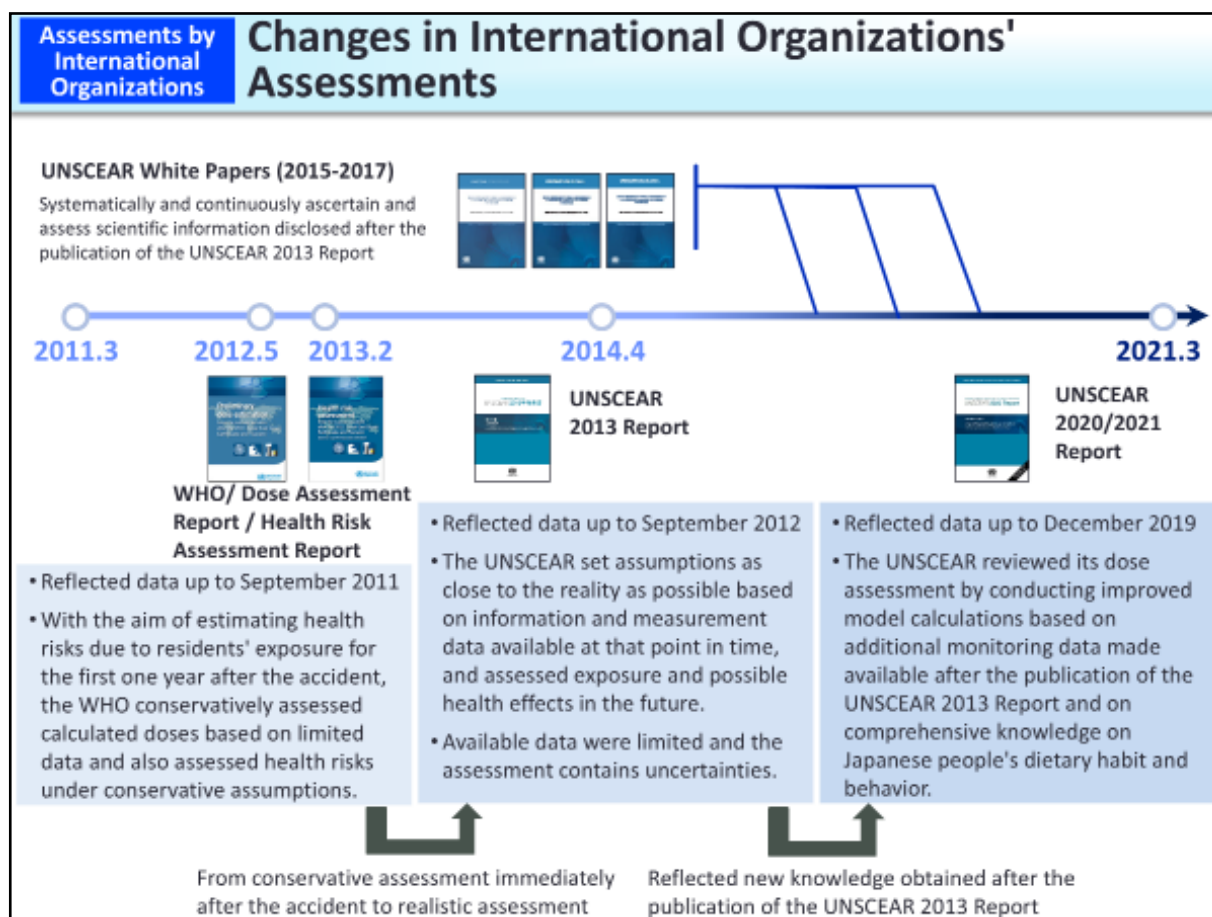 Assessments by
International
Organizations
Changes in International Organizations'
Assessments
UNSCEAR White Papers (2015-2017)
Systematically and continuously ascertain and
assess scientific information disclosed after the
publication of the UNSCEAR 2013 Report
2011.3
2012.5
2013.2
2014.4
2021.3
Preliminary
dose estimation
Health risk
assessment
WHO/ Dose Assessment
Report / Health Risk
Assessment Report
UNSCEAR
2013 Report
UNSCEAR
2020/2021
Report
• Reflected data up to September 2011
• With the aim of estimating health
risks due to residents' exposure for
the first one year after the accident,
the WHO conservatively assessed
calculated doses based on limited
data and also assessed health risks
under conservative assumptions.
• Reflected data up to September 2012
• The UNSCEAR set assumptions as
close to the reality as possible based
on information and measurement
data available at that point in time,
and assessed exposure and possible
health effects in the future.
• Available data were limited and the
assessment contains uncertainties.
• Reflected data up to December 2019
• The UNSCEAR reviewed its dose
assessment by conducting improved
model calculations based on
additional monitoring data made
available after the publication of the
UNSCEAR 2013 Report and on
comprehensive knowledge on
Japanese people's dietary habit and
behavior.
From conservative assessment immediately
after the accident to realistic assessment
Reflected new knowledge obtained after the
publication of the UNSCEAR 2013 Report